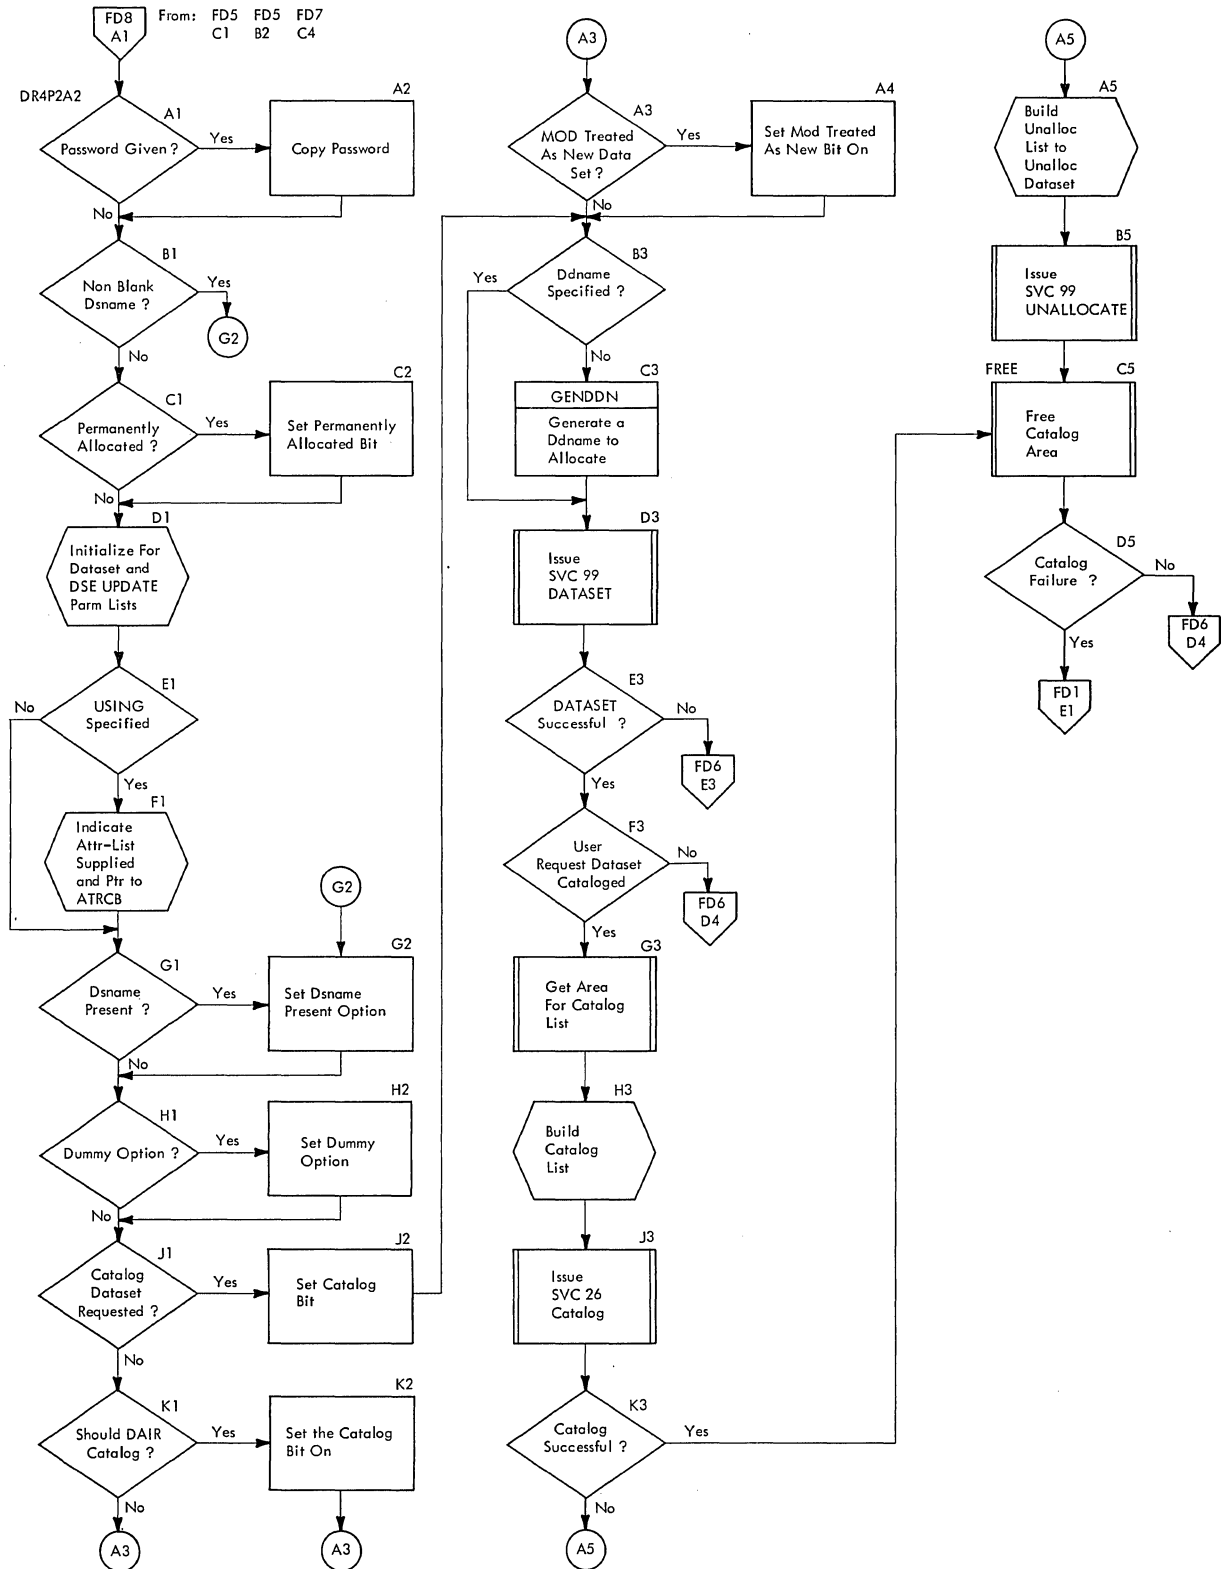 FD8
A1
From: FD5 FD5 FD7
C1 B2 C4
DR4P2A2
A1
Password Given ?
Yes
No
A2
Copy Password
B1
Non Blank
Dsname ?
Yes
No
G2
C1
Permanently
Allocated ?
Yes
No
C2
Set Permanently
Allocated Bit
D1
Initialize For
Dataset and
DSE UPDATE
Parm Lists
E1
USING
Specified
No
Yes
F1
Indicate
Attr-List
Supplied
and Ptr to
ATRCB
G2
G1
Dsname
Present ?
Yes
No
G2
Set Dsname
Present Option
H1
Dummy Option ?
Yes
No
H2
Set Dummy
Option
J1
Catalog
Dataset
Requested ?
Yes
No
J2
Set Catalog
Bit
K1
Should DAIR
Catalog ?
Yes
No
K2
Set the Catalog
Bit On
A3
A3
A3
A3
MOD Treated
As New Data
Set ?
Yes
No
A4
Set Mod Treated
As New Bit On
B3
Ddname
Specified ?
Yes
No
C3
GENDDN
Generate a
Ddname to
Allocate
D3
Issue
SVC 99
DATASET
E3
DATASET
Successful ?
No
Yes
FD6
E3
F3
User
Request Dataset
Cataloged
No
Yes
FD6
D4
G3
Get Area
For Catalog
List
H3
Build
Catalog
List
J3
Issue
SVC 26
Catalog
K3
Catalog
Successful ?
Yes
No
A5
A5
A5
Build
Unalloc
List to
Unalloc
Dataset
B5
Issue
SVC 99
UNALLOCATE
FREE
C5
Free
Catalog
Area
D5
Catalog
Failure ?
No
Yes
FD6
D4
FD1
E1